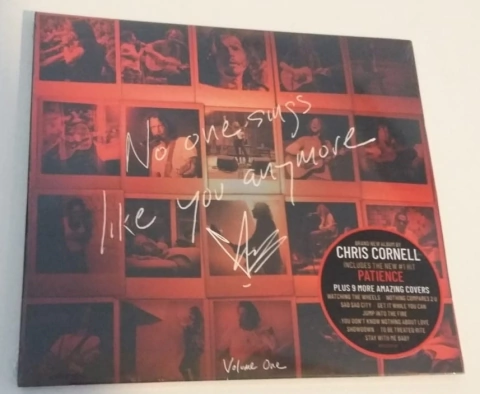 No one sings
like you anymore
BRAND NEW ALBUM BY
CHRIS CORNELL
INCLUDES THE NEW #1 HIT
PATIENCE
PLUS 9 MORE AMAZING COVERS
WATCHING THE WHEELS · NOTHING COMPARES 2 U
SAD SAD CITY · GET IT WHILE YOU CAN
JUMP INTO THE FIRE
YOU DON'T KNOW NOTHING ABOUT LOVE
SHOWDOWN · TO BE TREATED RITE
STAY WITH ME BABY
Volume One